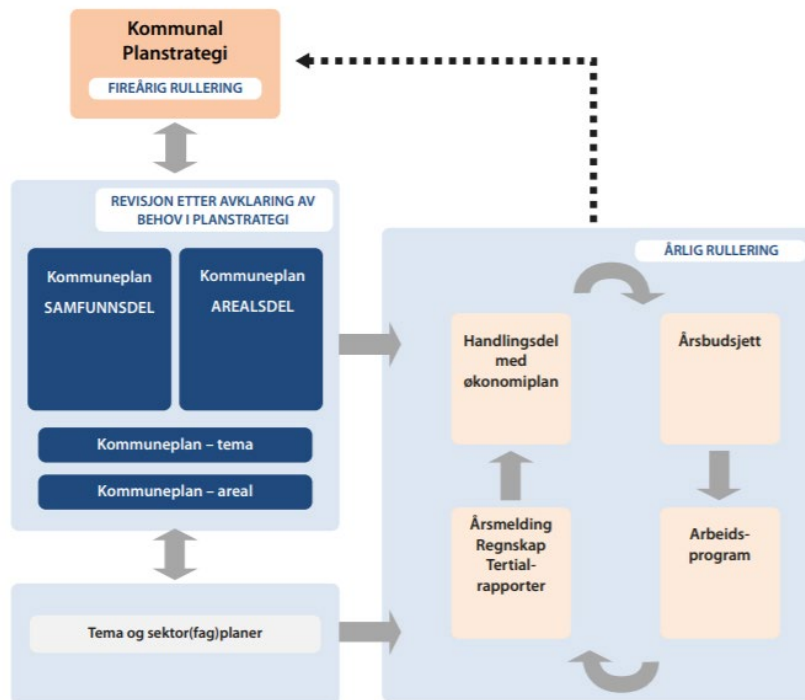 Kommunal
Planstrategi
FIREÅRIG RULLERING
REVISJON ETTER AVKLARING AV
BEHOV I PLANSTRATEGI
Kommuneplan
SAMFUNNSDEL
Kommuneplan
AREALSDEL
Kommuneplan – tema
Kommuneplan – areal
Tema og sektor(fag)planer
ÅRLIG RULLERING
Handlingsdel
med
økonomiplan
Årsbudsjett
Årsmelding
Regnskap
Tertial-
rapporter
Arbeids-
program